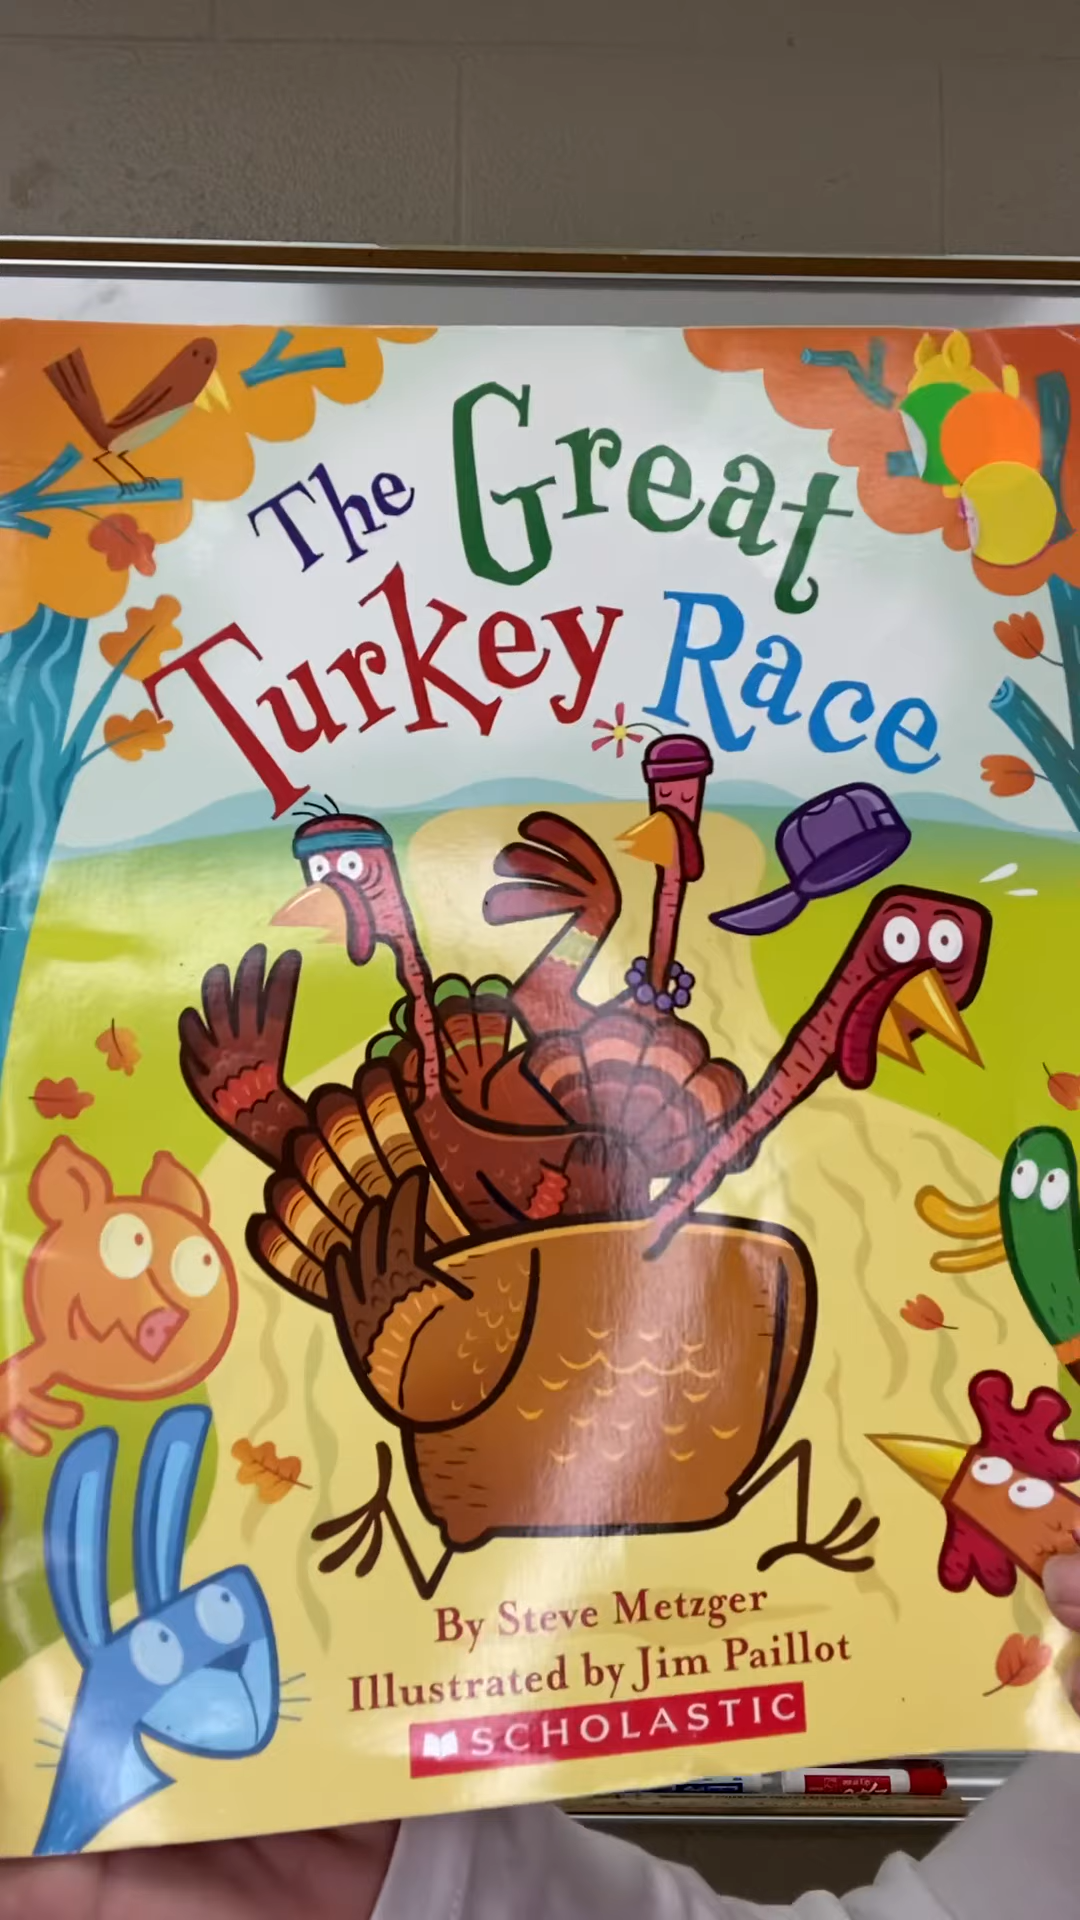 The Great
Turkey Race
By Steve Metzger
Illustrated by Jim Paillot
SCHOLASTIC